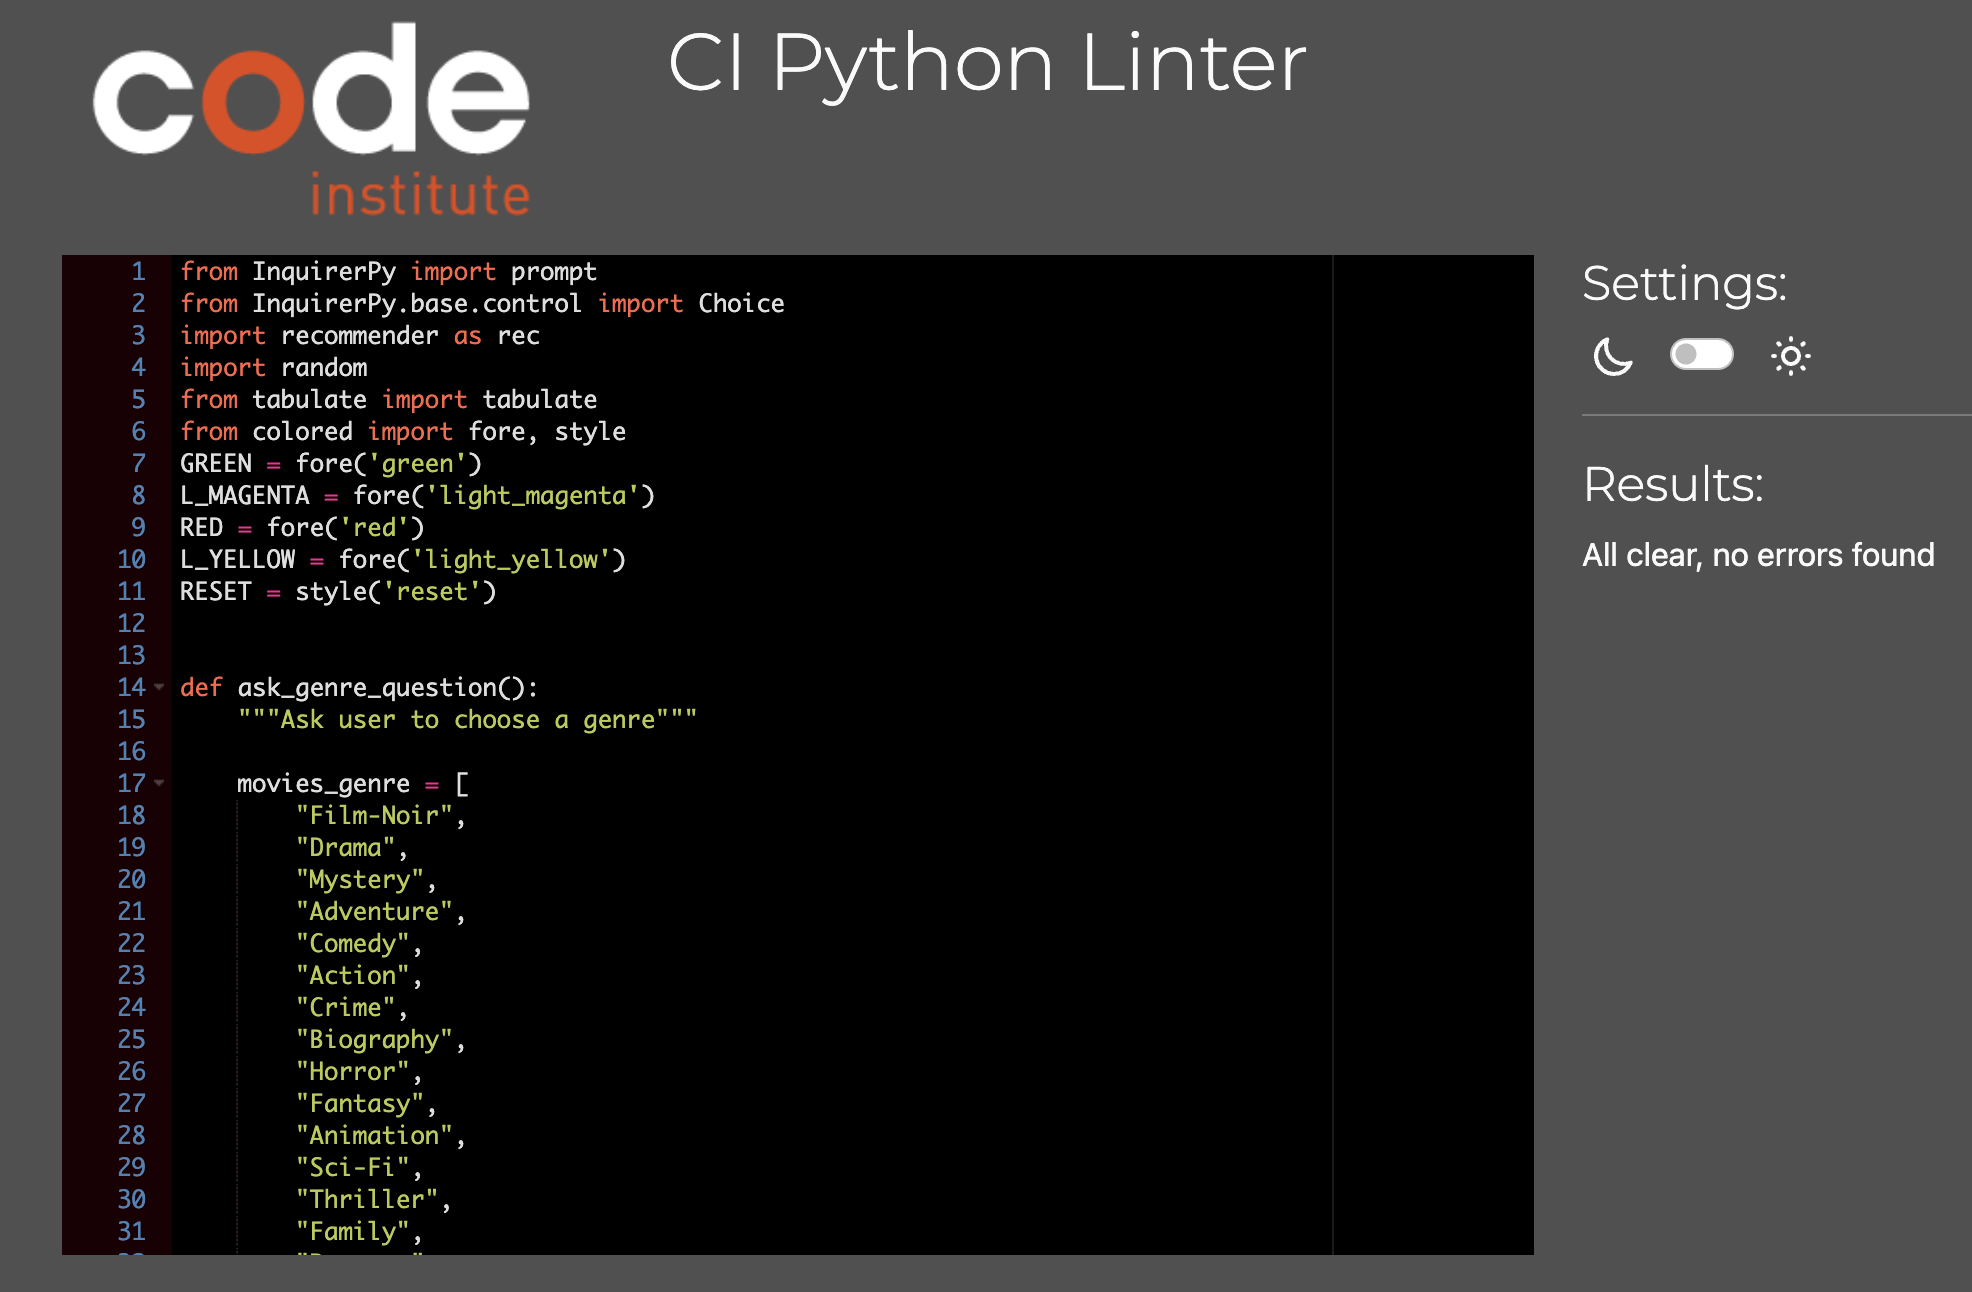 code
institute
CI Python Linter
1 from InquirerPy import prompt
2 from InquirerPy.base.control import Choice
3 import recommender as rec
4 import random
5 from tabulate import tabulate
6 from colored import fore, style
7 GREEN = fore('green')
8 L_MAGENTA = fore('light_magenta')
9 RED = fore('red')
10 L_YELLOW = fore('light_yellow')
11 RESET = style('reset')
12
13
14 def ask_genre_question():
15     """Ask user to choose a genre"""
16
17     movies_genre = [
18         "Film-Noir",
19         "Drama",
20         "Mystery",
21         "Adventure",
22         "Comedy",
23         "Action",
24         "Crime",
25         "Biography",
26         "Horror",
27         "Fantasy",
28         "Animation",
29         "Sci-Fi",
30         "Thriller",
31         "Family",
Settings:
Results:
All clear, no errors found